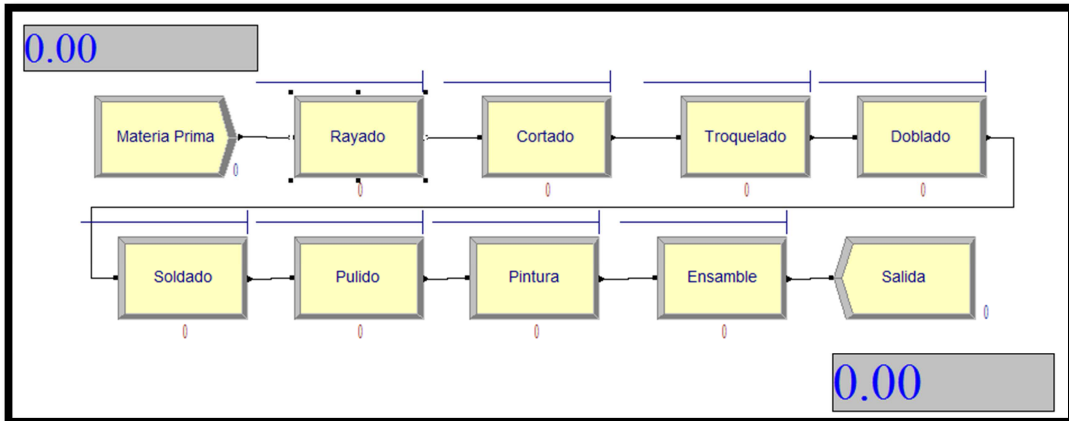 0.00
Materia Prima
Rayado
Cortado
Troquelado
Doblado
0
0
0
0
0
Soldado
Pulido
Pintura
Ensamble
Salida
0
0
0
0
0
0.00